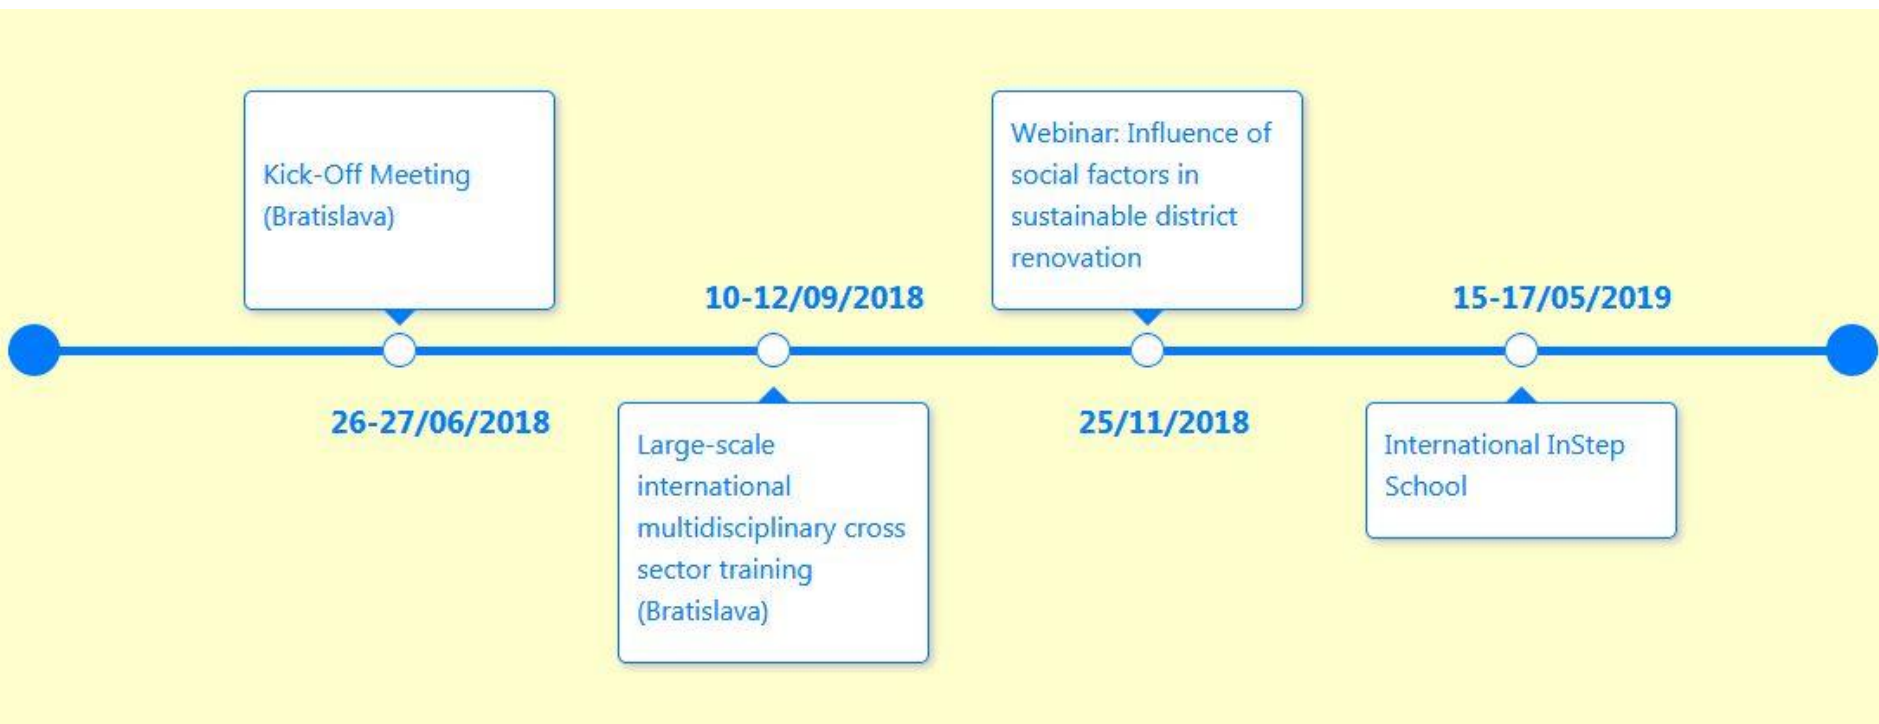 Kick-Off Meeting
(Bratislava)
26-27/06/2018
10-12/09/2018
Large-scale
international
multidisciplinary cross
sector training
(Bratislava)
Webinar: Influence of
social factors in
sustainable district
renovation
25/11/2018
15-17/05/2019
International InStep
School